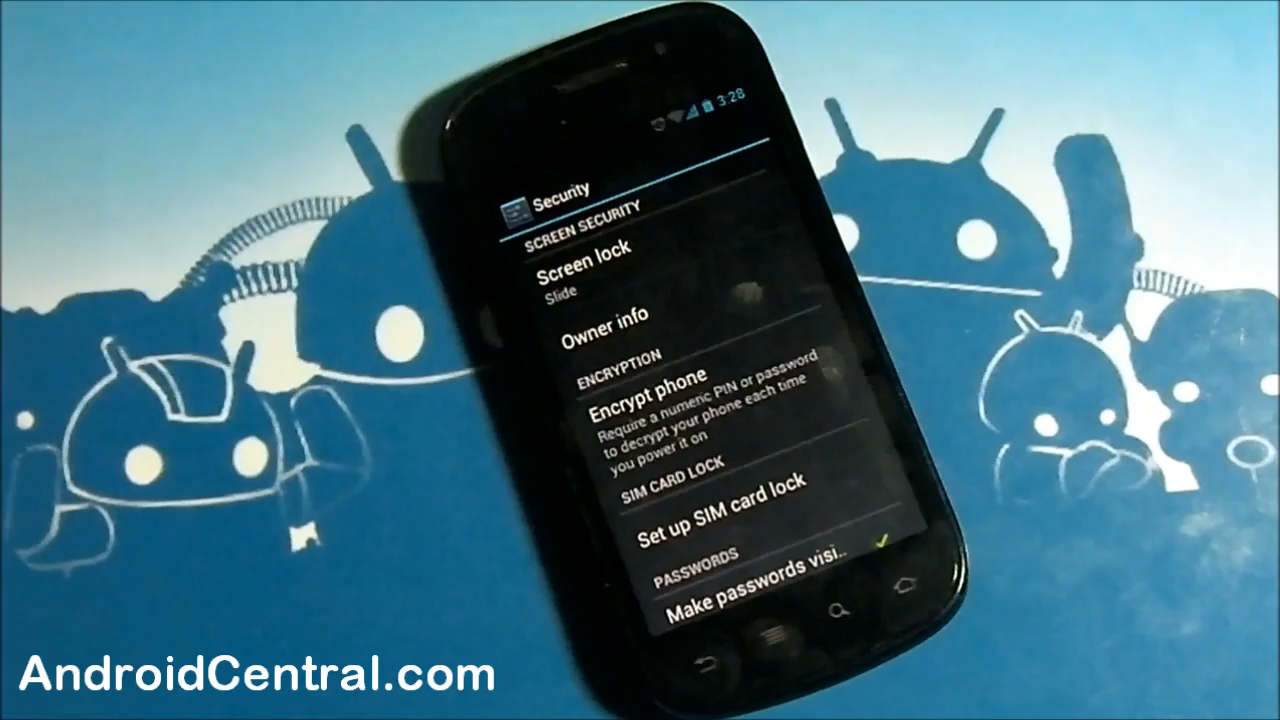 3:28
Security
SCREEN SECURITY
Screen lock
Slide
Owner info
ENCRYPTION
Encrypt phone
Require a numeric PIN or password
to decrypt your phone each time
you power it on
SIM CARD LOCK
Set up SIM card lock
PASSWORDS
Make passwords visi..
AndroidCentral.com